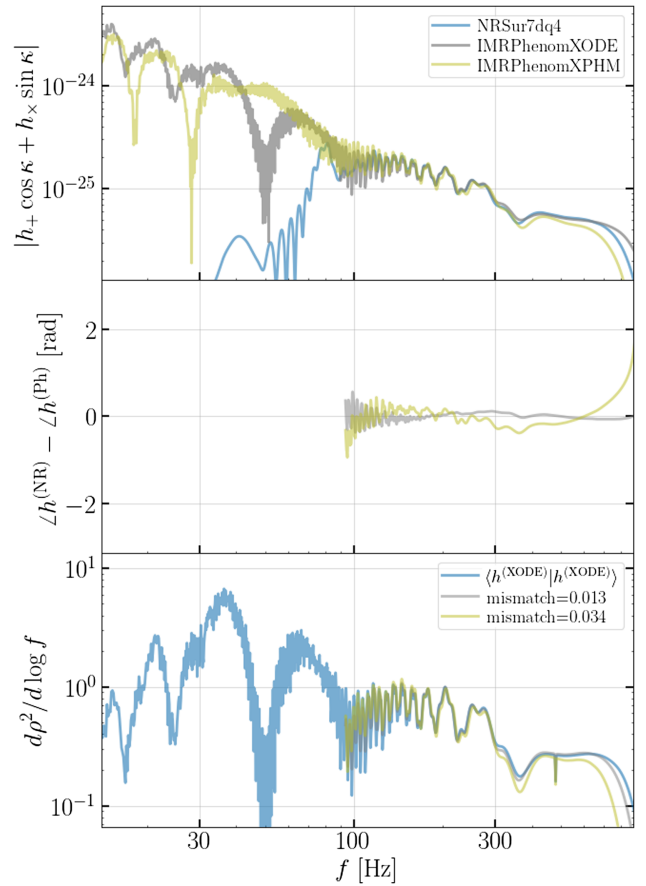 NRSur7dq4
IMRPhenomXODE
IMRPhenomXPHM
|h₊ cos κ + h× sin κ|
10⁻²⁴
10⁻²⁵
∠h⁽ᴺᴿ⁾ − ∠h⁽ᴾʰ⁾ [rad]
2
0
−2
⟨h⁽ˣᴼᴰᴱ⁾|h⁽ˣᴼᴰᴱ⁾⟩
mismatch=0.013
mismatch=0.034
dρ²/d log f
10¹
10⁰
10⁻¹
30
100
300
f [Hz]